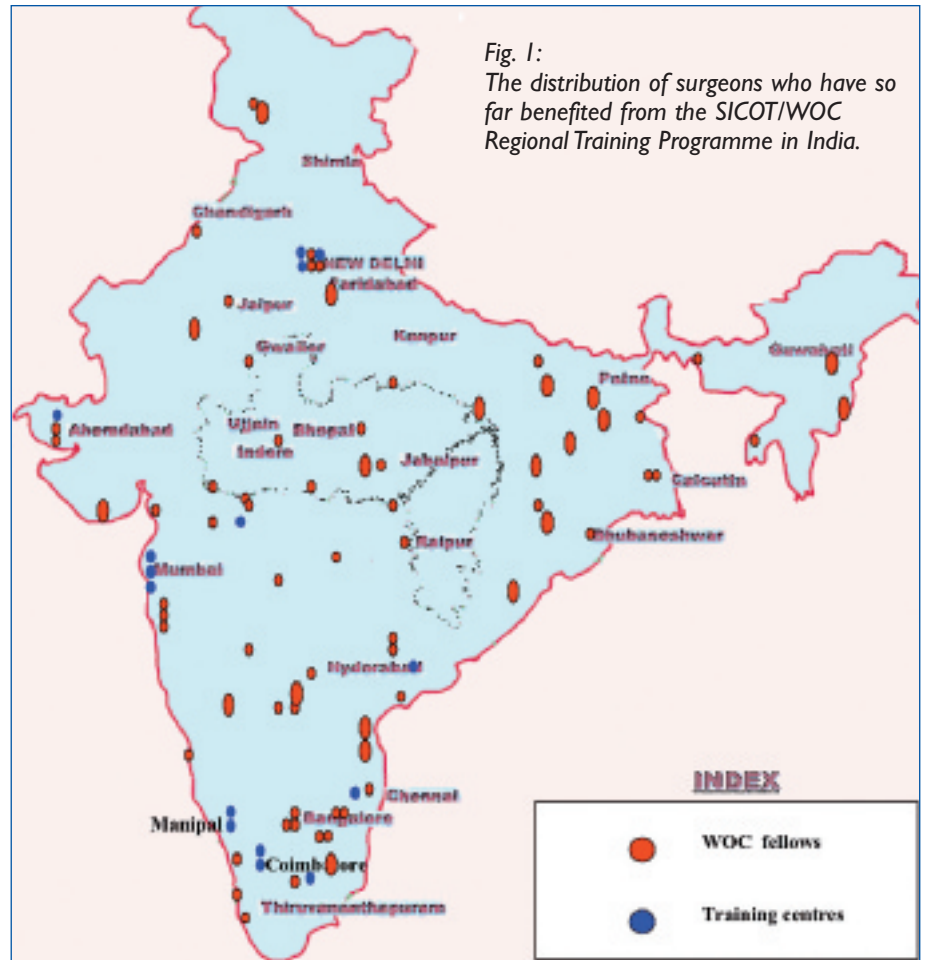 Fig. 1:
The distribution of surgeons who have so
far benefited from the SICOT/WOC
Regional Training Programme in India.
Shimla
Chandigarh
NEW DELHI
Faridabad
Jaipur
Kanpur
Gwalior
Guwahati
Patna
Ahemdabad
Ujjain
Bhopal
Indore
Jabalpur
Bhubaneshwar
Raipur
Mumbai
Hyderabad
INDEX
Chennai
Bangalore
Manipal
WOC fellows
Coimbatore
Thiruvananthapuram
Training centres